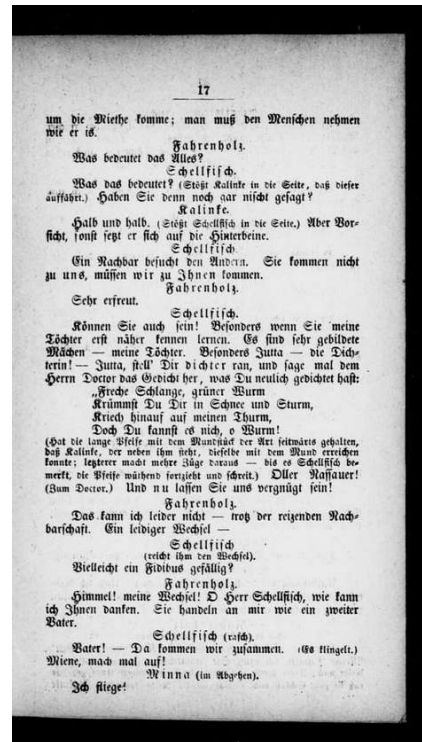 17
um die Miethe komme; man muß den Menschen nehmen
wie er is.
Fahrenholz.
Was bedeutet das Alles?
Schellfisch.
Was das bedeutet? (Stößt Kalinke in die Seite, daß dieser
auffährt.) Haben Sie denn noch gar nischt gesagt?
Kalinke.
Halb und halb. (Stößt Schellfisch in die Seite.) Aber Vor-
sicht, sonst setzt er sich auf die Hinterbeine.
Schellfisch
Ein Nachbar besucht den Andern. Sie kommen nicht
zu uns, müssen wir zu Ihnen kommen.
Fahrenholz.
Sehr erfreut.
Schellfisch.
Können Sie auch sein! Besonders wenn Sie meine
Töchter erst näher kennen lernen. Es sind sehr gebildete
Mächen — meine Töchter. Besonders Jutta — die Dich-
terin! — Jutta, stell' Dir dichter ran, und sage mal dem
Herrn Doctor das Gedicht her, was Du neulich gedichtet hast:
„Freche Schlange, grüner Wurm
Krümmst Du Dir in Schnee und Sturm,
Kriech hinauf auf meinen Thurm,
Doch Du kannst es nich, o Wurm!
(Hat die lange Pfeife mit dem Mundstück der Art seitwärts gehalten,
daß Kalinke, der neben ihm steht, dieselbe mit dem Mund erreichen
konnte; letzterer macht mehre Züge daraus — bis es Schellfisch be-
merkt, die Pfeife wüthend fortzieht und schreit.) Oller Nassauer!
(Zum Doctor.) Und nu lassen Sie uns vergnügt sein!
Fahrenholz.
Das kann ich leider nicht — trotz der reizenden Nach-
barschaft. Ein leidiger Wechsel —
Schellfisch
(reicht ihm den Wechsel).
Vielleicht ein Fidibus gefällig?
Fahrenholz.
Himmel! meine Wechsel! O Herr Schellfisch, wie kann
ich Ihnen danken. Sie handeln an mir wie ein zweiter
Vater.
Schellfisch (rasch).
Vater! — Da kommen wir zusammen. (Es klingelt.)
Miene, mach mal auf!
Minna (im Abgehen).
Ich fliege!